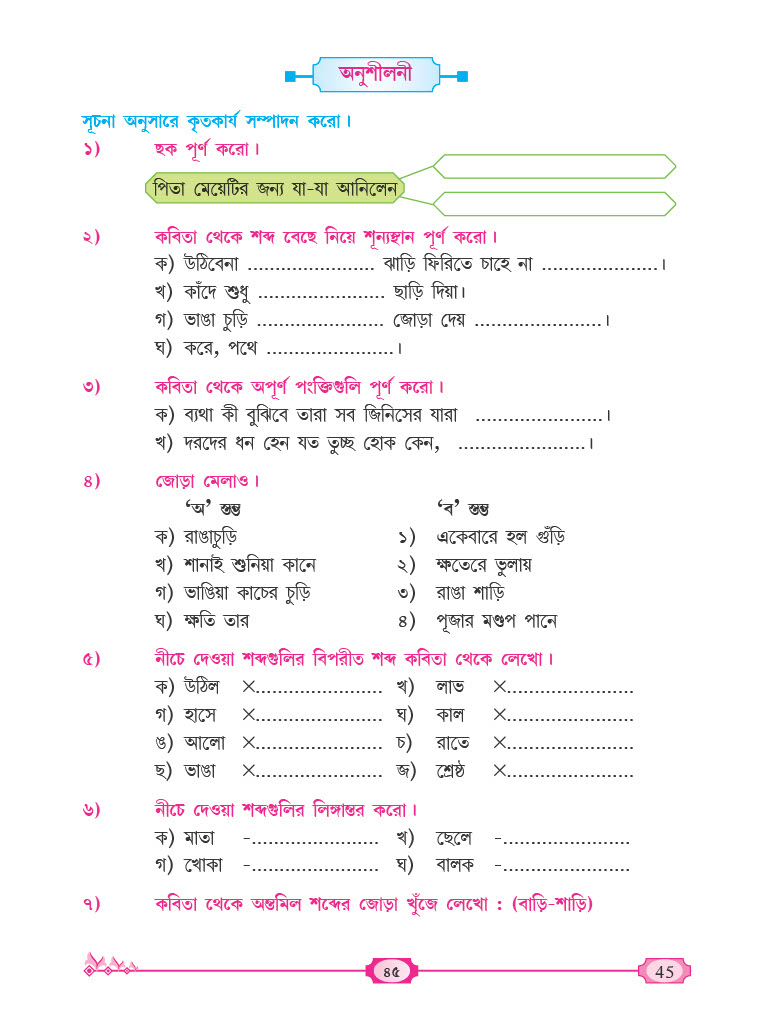 অনুশীলনী
সূচনা অনুসারে কৃতকার্য সম্পাদন করো।
১) ছক পূর্ণ করো।
পিতা মেয়েটির জন্য যা-যা আনিলেন
২) কবিতা থেকে শব্দ বেছে নিয়ে শূন্যস্থান পূর্ণ করো।
ক) উঠিবেনা ....................... ঝাড়ি ফিরিতে চাহে না .....................।
খ) কাঁদে শুধু ....................... ছাড়ি দিয়া।
গ) ভাঙা চুড়ি ....................... জোড়া দেয় .......................।
ঘ) করে, পথে .......................।
৩) কবিতা থেকে অপূর্ণ পংক্তিগুলি পূর্ণ করো।
ক) ব্যথা কী বুঝিবে তারা সব জিনিসের যারা .......................।
খ) দরদের ধন হেন যত তুচ্ছ হোক কেন, .......................।
৪) জোড়া মেলাও।
‘অ’ স্তম্ভ ‘ব’ স্তম্ভ
ক) রাঙাচুড়ি ১) একেবারে হল গুঁড়ি
খ) শানাই শুনিয়া কানে ২) ক্ষতেরে ভুলায়
গ) ভাঙিয়া কাচের চুড়ি ৩) রাঙা শাড়ি
ঘ) ক্ষতি তার ৪) পূজার মণ্ডপ পানে
৫) নীচে দেওয়া শব্দগুলির বিপরীত শব্দ কবিতা থেকে লেখো।
ক) উঠিল ×....................... খ) লাভ ×.......................
গ) হাসে ×....................... ঘ) কাল ×.......................
ঙ) আলো ×....................... চ) রাতে ×.......................
ছ) ভাঙা ×....................... জ) শ্রেষ্ঠ ×.......................
৬) নীচে দেওয়া শব্দগুলির লিঙ্গান্তর করো।
ক) মাতা -....................... খ) ছেলে -.......................
গ) খোকা -....................... ঘ) বালক -.......................
৭) কবিতা থেকে অন্তমিল শব্দের জোড়া খুঁজে লেখো : (বাড়ি-শাড়ি)
৪৫ 45